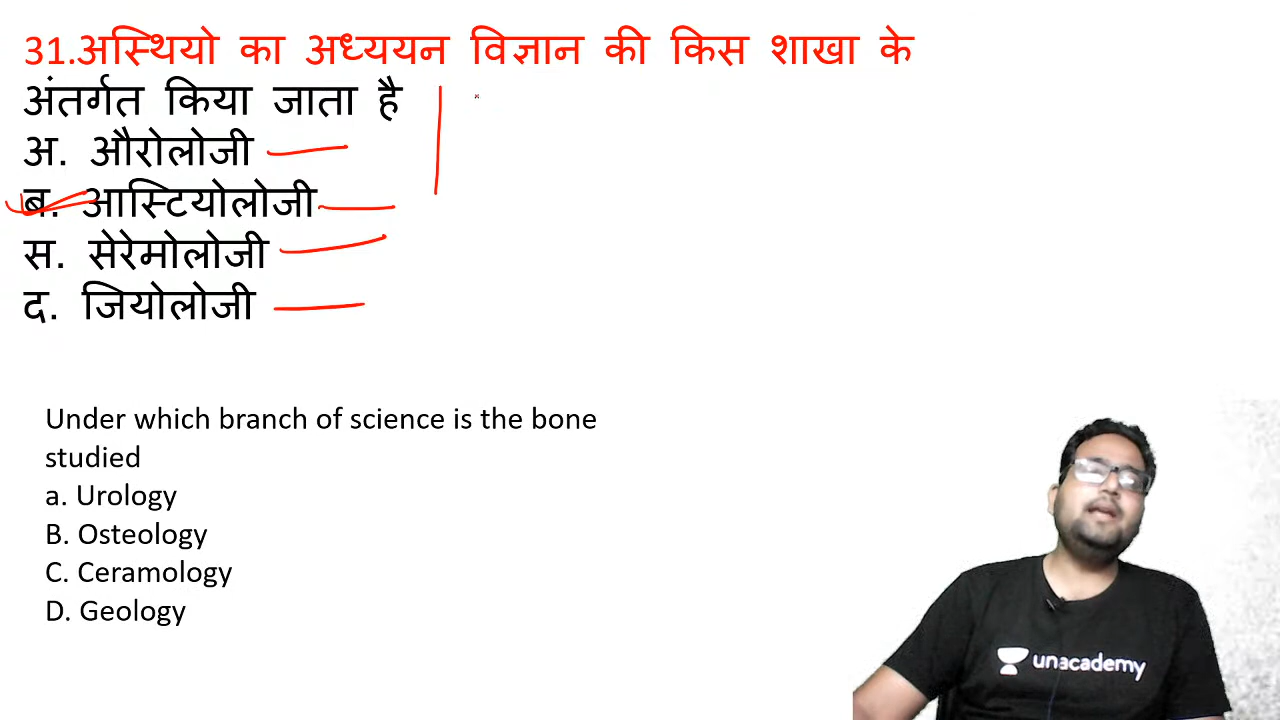 31.अस्थियो का अध्ययन विज्ञान की किस शाखा के
अंतर्गत किया जाता है
अ. औरोलोजी
ब. आस्टियोलोजी
स. सेरेमोलोजी
द. जियोलोजी
Under which branch of science is the bone
studied
a. Urology
B. Osteology
C. Ceramology
D. Geology
unacademy